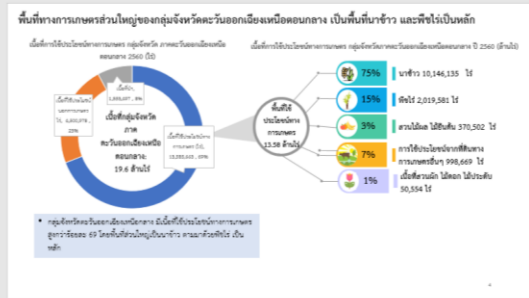 พื้นที่ทางการเกษตรส่วนใหญ่ของกลุ่มจังหวัดตะวันออกเฉียงเหนือตอนกลาง เป็นพื้นที่นาข้าว และพืชไร่เป็นหลัก
เนื้อที่การใช้ประโยชน์ทางการเกษตร กลุ่มจังหวัด ภาคตะวันออกเฉียงเหนือ
ตอนกลาง 2560 (ไร่)
เนื้อที่การใช้ประโยชน์ทางการเกษตร กลุ่มจังหวัดภาคตะวันออกเฉียงเหนือตอนกลาง ปี 2560 (ล้านไร่)
เนื้อที่กลุ่มจังหวัด
ภาค
ตะวันออกเฉียงเหนือ
ตอนกลาง:
19.6 ล้านไร่
พื้นที่ใช้
ประโยชน์ทาง
การเกษตร
13.58 ล้านไร่
75% นาข้าว 10,146,135 ไร่
15% พืชไร่ 2,019,581 ไร่
3% สวนไม้ผล ไม้ยืนต้น 370,502 ไร่
7% การใช้ประโยชน์จากที่ดินทาง
การเกษตรอื่นๆ 998,669 ไร่
1% เนื้อที่สวนผัก ไม้ดอก ไม้ประดับ
50,554 ไร่
• กลุ่มจังหวัดตะวันออกเฉียงเหนือกลาง มีเนื้อที่ใช้ประโยชน์ทางการเกษตร
สูงกว่าร้อยละ 69 โดยพื้นที่ส่วนใหญ่เป็นนาข้าว ตามมาด้วยพืชไร่ เป็น
หลัก